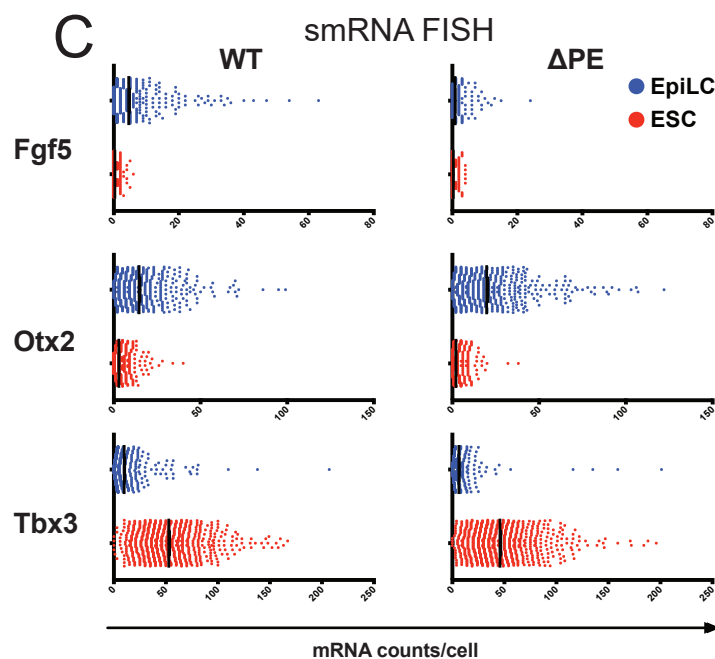 C
smRNA FISH
WT
ΔPE
EpiLC
ESC
Fgf5
0 20 40 60 80
0 20 40 60 80
Otx2
0 50 100 150
0 50 100 150
Tbx3
0 50 100 150 200 250
0 50 100 150 200 250
mRNA counts/cell